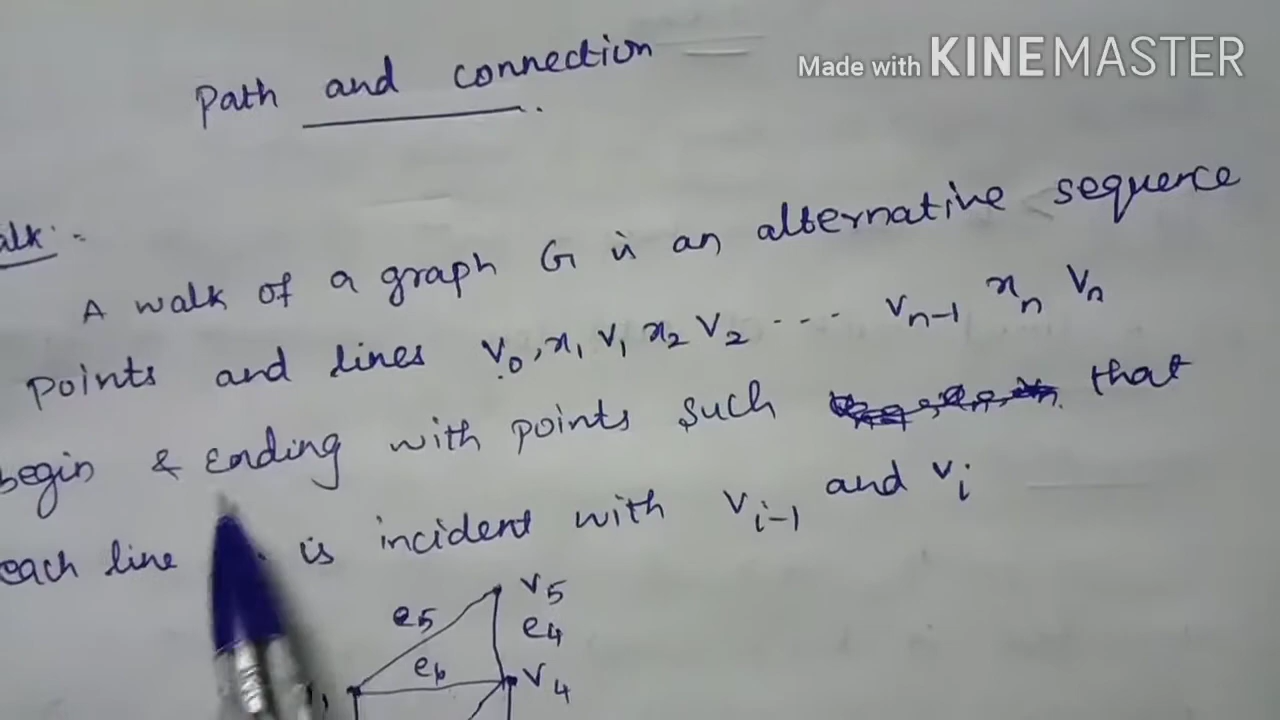 Made with KINEMASTER
Path and connection
alk:-
A walk of a graph G is an alternative sequence
points and lines v₀, x₁ v₁ x₂ v₂ ---- vₙ₋₁ xₙ vₙ
begin & ending with points such that
each line is incident with vᵢ₋₁ and vᵢ
e₅ v₅
e₄
e₆ v₄